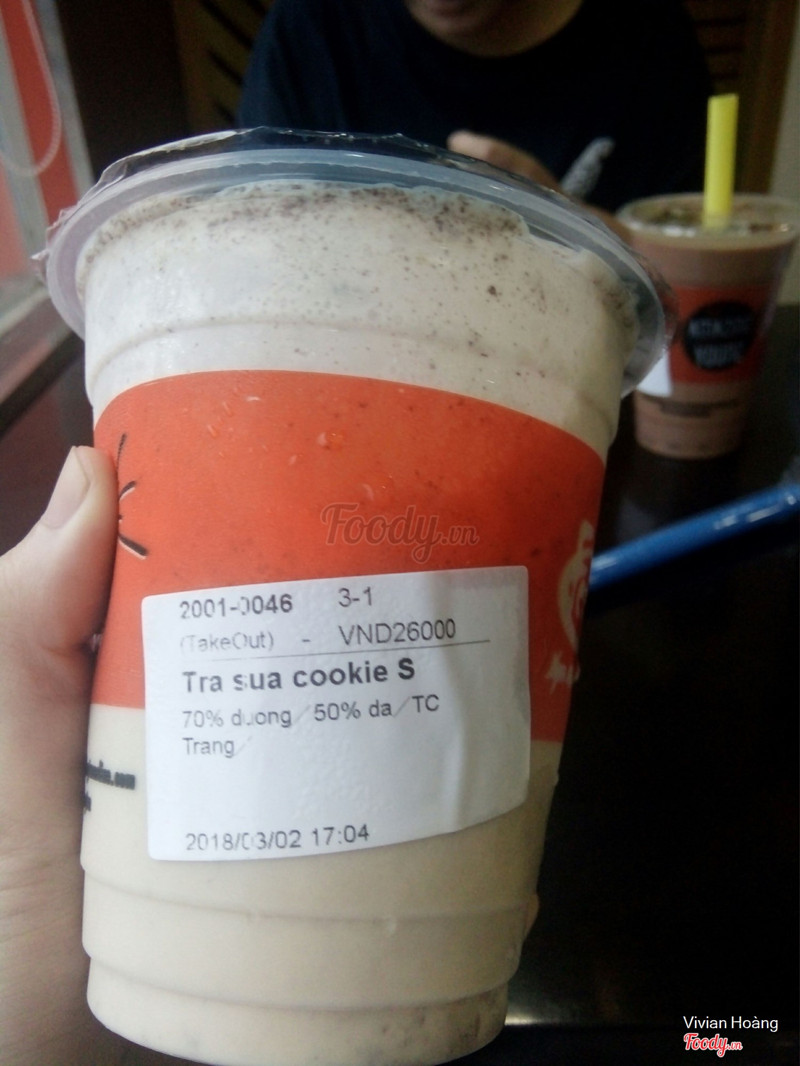 Foody.vn
2001-0046 3-1
(TakeOut) - VND26000
Tra sua cookie S
70% duong/ 50% da/ TC
Trang/
2018/03/02 17:04
Vivian Hoàng
Foody.vn